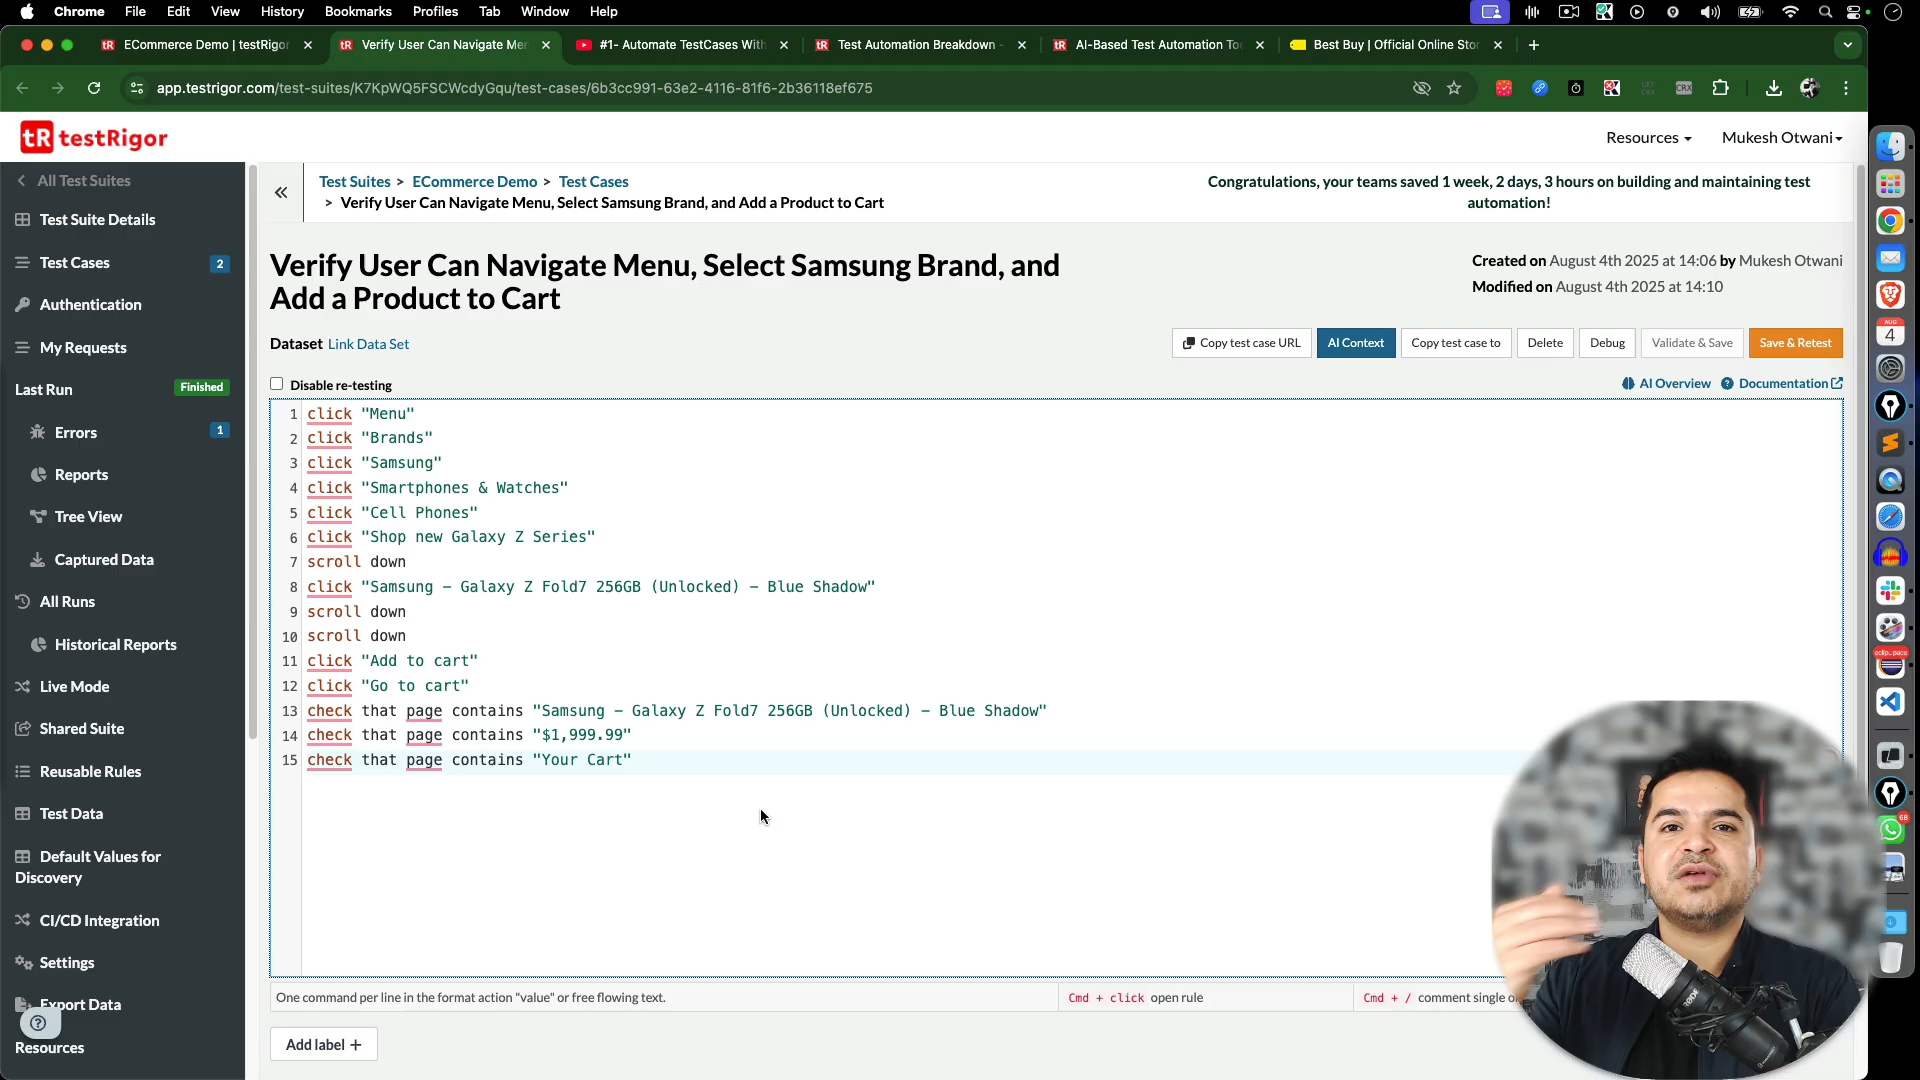 Chrome File Edit View History Bookmarks Profiles Tab Window Help
ECommerce Demo | testRigor
Verify User Can Navigate Me
#1- Automate TestCases With
Test Automation Breakdown -
AI-Based Test Automation To
Best Buy | Official Online Sto
app.testrigor.com/test-suites/K7KpWQ5FSCWcdyGqu/test-cases/6b3cc991-63e2-4116-81f6-2b36118ef675
tR testRigor
Resources
Mukesh Otwani
All Test Suites
Test Suite Details
Test Cases 2
Authentication
My Requests
Last Run Finished
Errors 1
Reports
Tree View
Captured Data
All Runs
Historical Reports
Live Mode
Shared Suite
Reusable Rules
Test Data
Default Values for
Discovery
CI/CD Integration
Settings
Export Data
Resources
Test Suites > ECommerce Demo > Test Cases
> Verify User Can Navigate Menu, Select Samsung Brand, and Add a Product to Cart
Congratulations, your teams saved 1 week, 2 days, 3 hours on building and maintaining test
automation!
Verify User Can Navigate Menu, Select Samsung Brand, and
Add a Product to Cart
Created on August 4th 2025 at 14:06 by Mukesh Otwani
Modified on August 4th 2025 at 14:10
Dataset Link Data Set
Copy test case URL
AI Context
Copy test case to
Delete
Debug
Validate & Save
Save & Retest
Disable re-testing
AI Overview
Documentation
1 click "Menu"
2 click "Brands"
3 click "Samsung"
4 click "Smartphones & Watches"
5 click "Cell Phones"
6 click "Shop new Galaxy Z Series"
7 scroll down
8 click "Samsung – Galaxy Z Fold7 256GB (Unlocked) – Blue Shadow"
9 scroll down
10 scroll down
11 click "Add to cart"
12 click "Go to cart"
13 check that page contains "Samsung – Galaxy Z Fold7 256GB (Unlocked) – Blue Shadow"
14 check that page contains "$1,999.99"
15 check that page contains "Your Cart"
One command per line in the format action "value" or free flowing text.
Cmd + click open rule
Cmd + / comment single
Add label +
AUG
4
68
RØDE